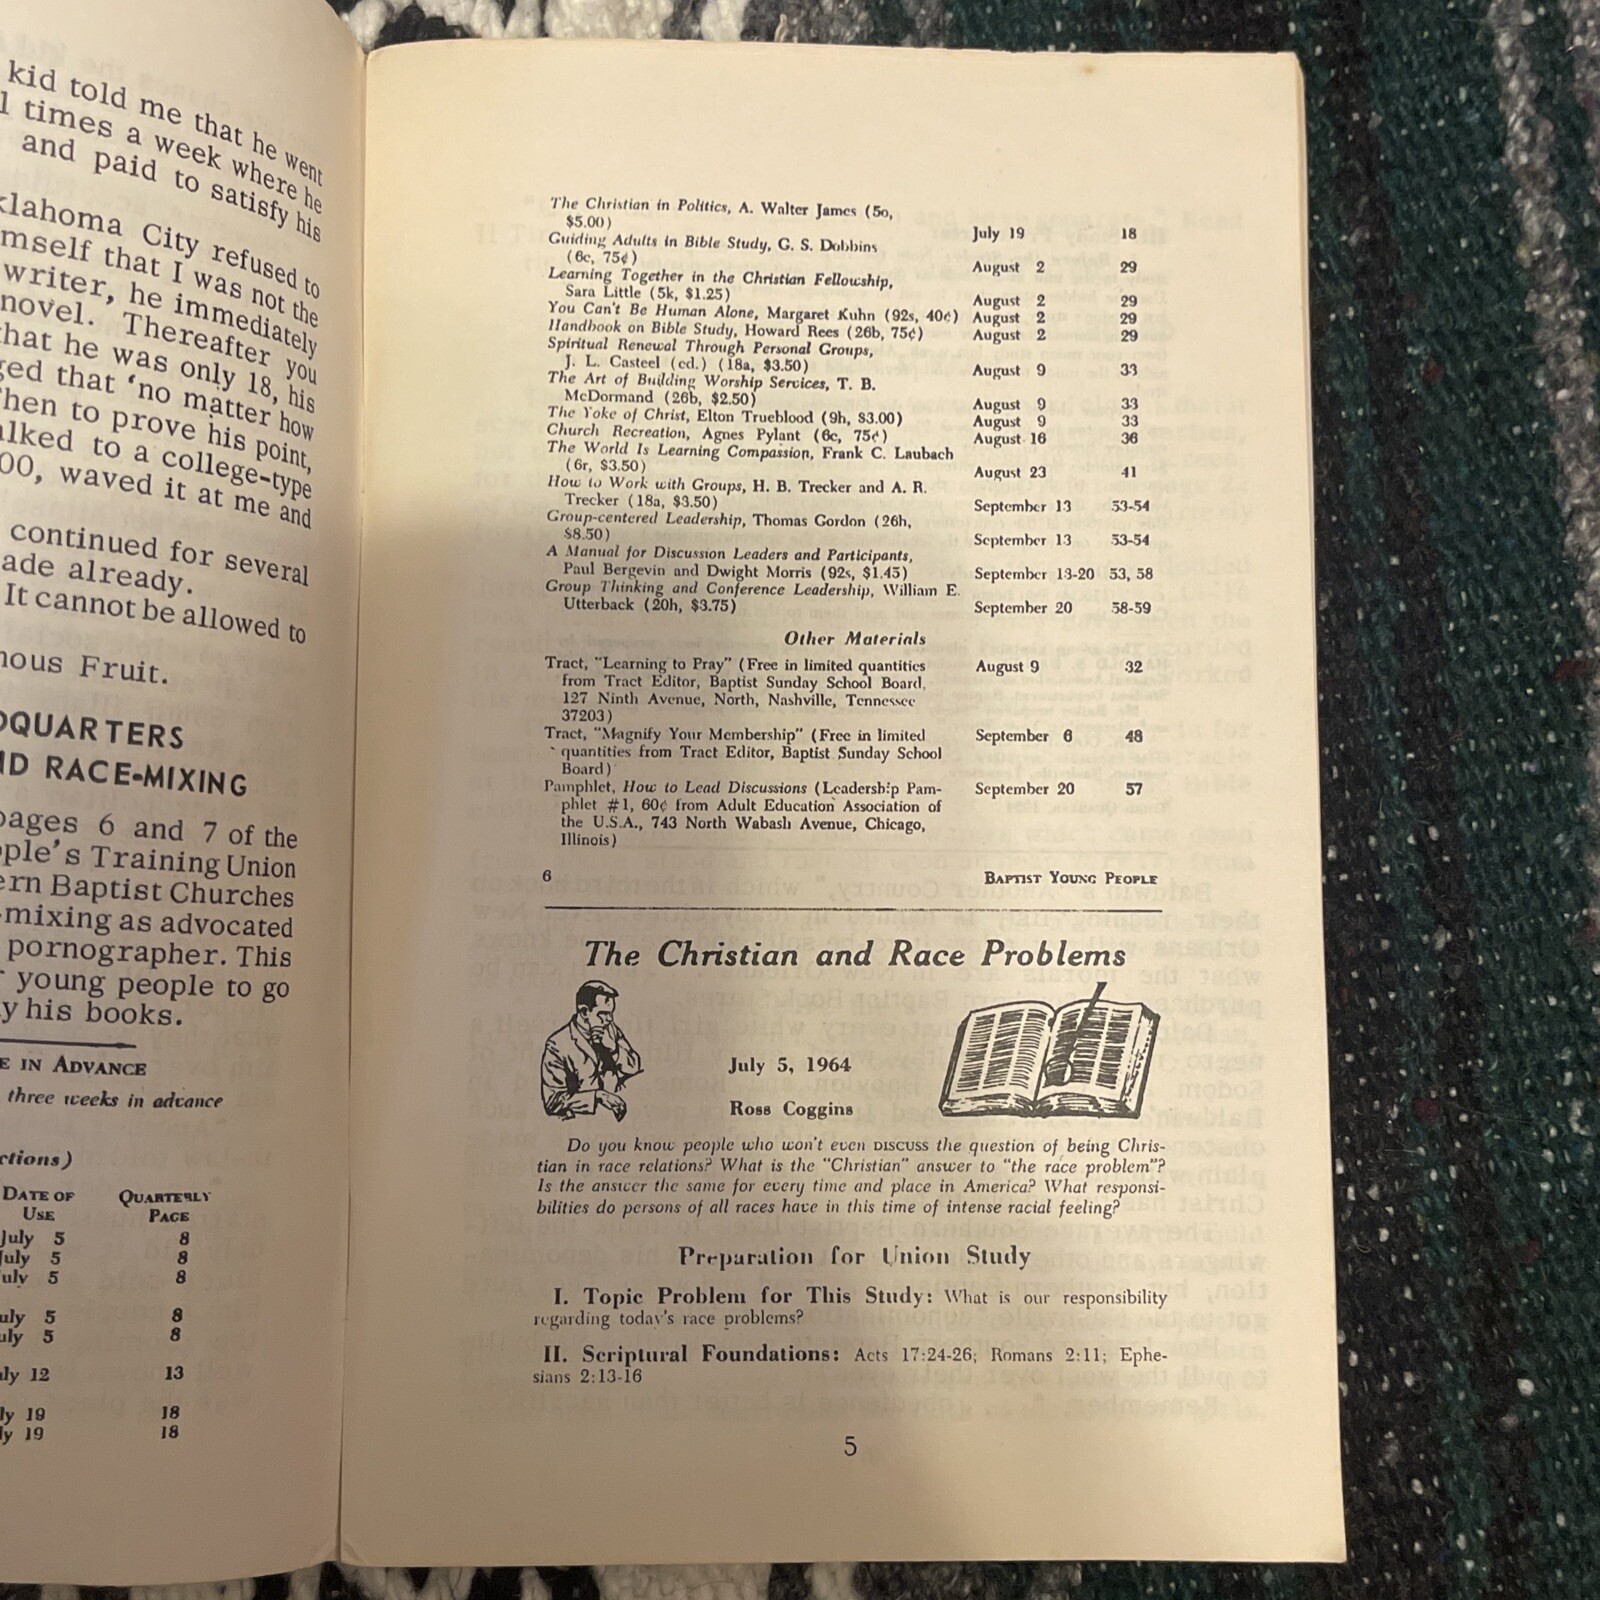 kid told me that he went
times a week where he
and paid to satisfy his
klahoma City refused to
mself that I was not the
writer, he immediately
novel. Thereafter you
that he was only 18, his
ged that 'no matter how
Then to prove his point,
alked to a college-type
00, waved it at me and
continued for several
ade already.
It cannot be allowed to
nous Fruit.
DQUARTERS
ND RACE-MIXING
pages 6 and 7 of the
ople's Training Union
ern Baptist Churches
-mixing as advocated
pornographer. This
r young people to go
y his books.
E IN ADVANCE
three weeks in advance
ctions)
DATE OF QUARTERLY
USE PAGE
July 5 8
July 5 8
July 5 8
uly 5 8
uly 5 8
uly 12 13
ly 19 18
ly 19 18
The Christian in Politics, A. Walter James (5o,
$5.00) July 19 18
Guiding Adults in Bible Study, G. S. Dobbins
(6c, 75¢) August 2 29
Learning Together in the Christian Fellowship,
Sara Little (5k, $1.25) August 2 29
You Can't Be Human Alone, Margaret Kuhn (92s, 40¢) August 2 29
Handbook on Bible Study, Howard Rees (26b, 75¢) August 2 29
Spiritual Renewal Through Personal Groups,
J. L. Casteel (ed.) (18a, $3.50) August 9 33
The Art of Building Worship Services, T. B.
McDormand (26b, $2.50) August 9 33
The Yoke of Christ, Elton Trueblood (9h, $3.00) August 9 33
Church Recreation, Agnes Pylant (6c, 75¢) August 16 36
The World Is Learning Compassion, Frank C. Laubach
(6r, $3.50) August 23 41
How to Work with Groups, H. B. Trecker and A. R.
Trecker (18a, $3.50) September 13 53-54
Group-centered Leadership, Thomas Gordon (26h,
$8.50) September 13 53-54
A Manual for Discussion Leaders and Participants,
Paul Bergevin and Dwight Morris (92s, $1.45) September 13-20 53, 58
Group Thinking and Conference Leadership, William E.
Utterback (20h, $3.75) September 20 58-59
Other Materials
Tract, "Learning to Pray" (Free in limited quantities August 9 32
from Tract Editor, Baptist Sunday School Board,
127 Ninth Avenue, North, Nashville, Tennessee
37203)
Tract, "Magnify Your Membership" (Free in limited September 6 48
quantities from Tract Editor, Baptist Sunday School
Board)
Pamphlet, How to Lead Discussions (Leadership Pam- September 20 57
phlet #1, 60¢ from Adult Education Association of
the U.S.A., 743 North Wabash Avenue, Chicago,
Illinois)
6 BAPTIST YOUNG PEOPLE
The Christian and Race Problems
July 5, 1964
Ross Coggins
Do you know people who won't even DISCUSS the question of being Chris-
tian in race relations? What is the "Christian" answer to "the race problem"?
Is the answer the same for every time and place in America? What responsi-
bilities do persons of all races have in this time of intense racial feeling?
Preparation for Union Study
I. Topic Problem for This Study: What is our responsibility
regarding today's race problems?
II. Scriptural Foundations: Acts 17:24-26; Romans 2:11; Ephe-
sians 2:13-16
5